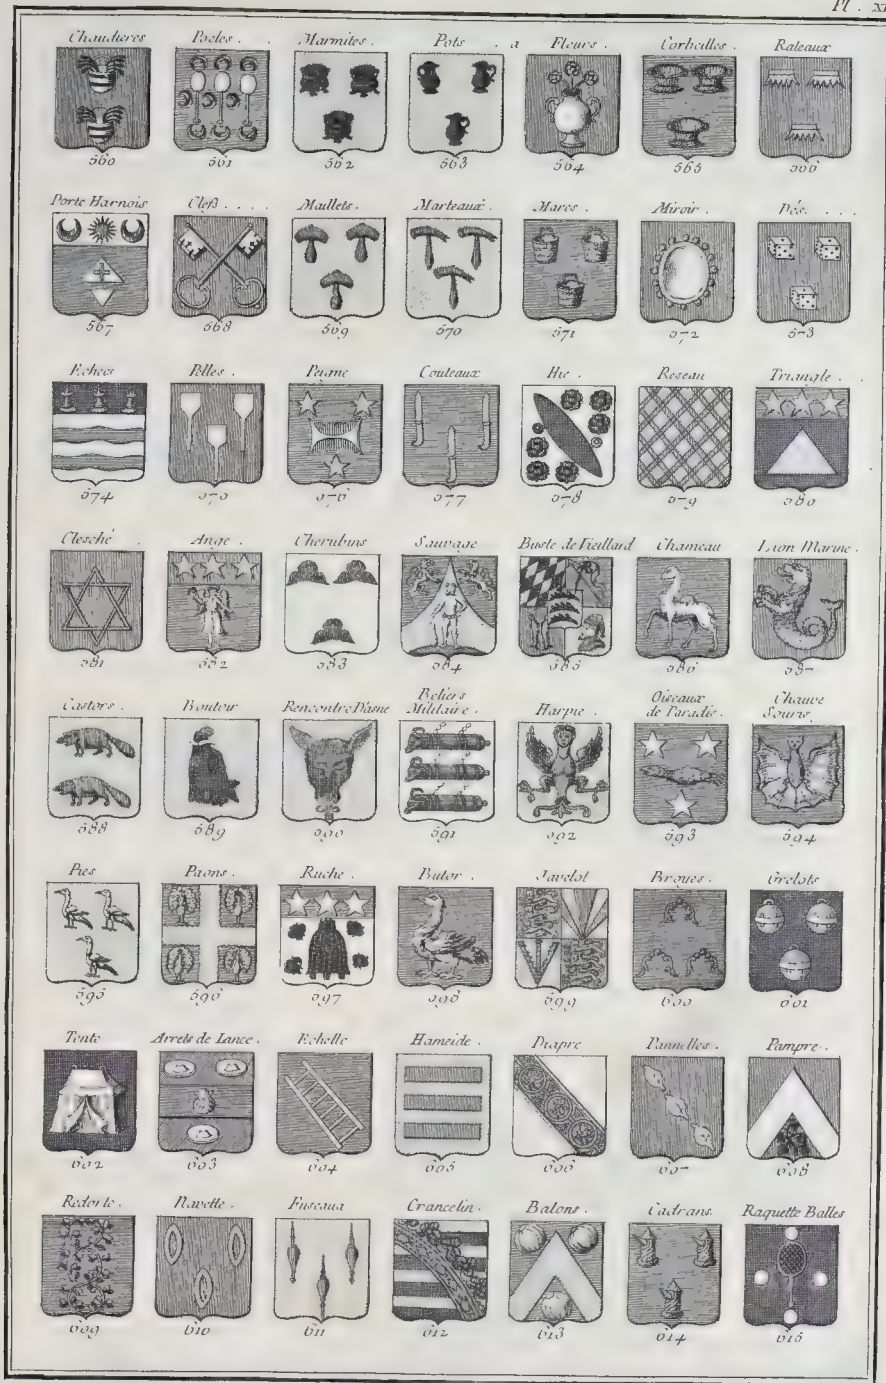 Pl. XI
Chaudieres Poeles . . Marmites . Pots . a Fleurs . Corbeilles . Rateaux
560 561 562 563 564 565 566
Porte Harnois Clefs . . . . Maillets . Marteaux . Mares . Miroir . Dés . . . .
567 568 569 570 571 572 573
Echecs Pelles . Peigne Couteaux Hie . Reseau Triangle .
574 575 576 577 578 579 580
Clesché . Ange . Cherubins Sauvage Buste de Vieillard Chameau Lion Marine .
581 582 583 584 585 586 587
Castors . Bouteir Rencontre D'asne Beliers Militaire . Harpie . Oiseaux de Paradis . Chauve Souris
588 589 590 591 592 593 594
Pies Paons . Ruche . Butor . Javelot Broyes . Grelots
595 596 597 598 599 600 601
Tente Arrets de Lance . Echelle Hameide . Diapré Pannelles . Pampre .
602 603 604 605 606 607 608
Redorte . Navette . Fuseaux Crancelin . Balons . Cadrans Raquette Balles
609 610 611 612 613 614 615